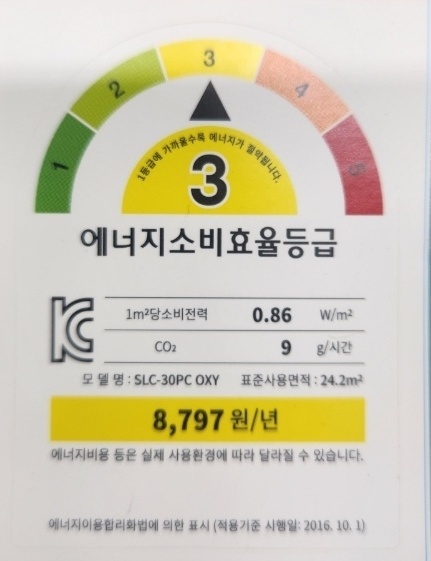 1 2 3 4 5
1등급에 가까울수록 에너지가 절약됩니다.
3
에너지소비효율등급
1m²당소비전력 0.86 W/m²
CO₂ 9 g/시간
모 델 명 : SLC-30PC OXY 표준사용면적 : 24.2m²
8,797 원/년
에너지비용 등은 실제 사용환경에 따라 달라질 수 있습니다.
에너지이용합리화법에 의한 표시 (적용기준 시행일: 2016. 10. 1)